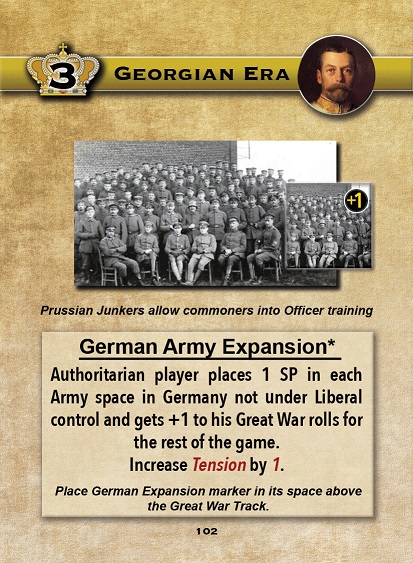 3
Georgian Era
+1
Prussian Junkers allow commoners into Officer training
German Army Expansion*
Authoritarian player places 1 SP in each
Army space in Germany not under Liberal
control and gets +1 to his Great War rolls for
the rest of the game.
Increase Tension by 1.
Place German Expansion marker in its space above
the Great War Track.
102